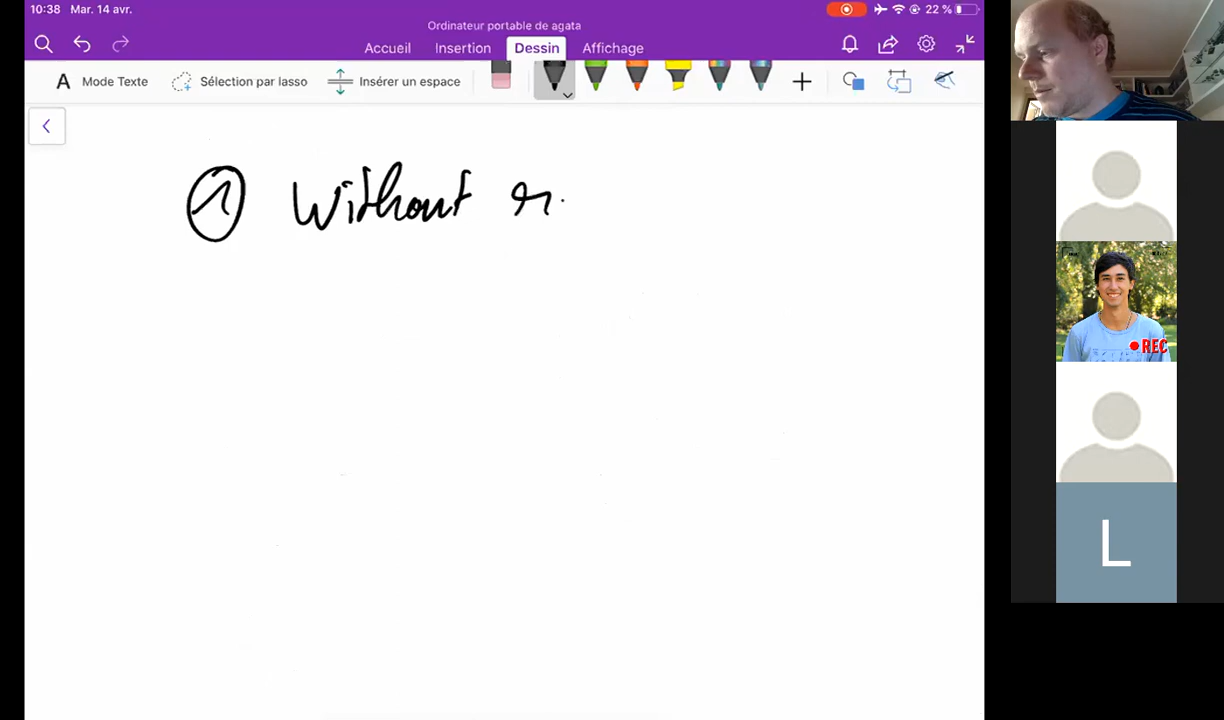 10:38 Mar. 14 avr. 22 %
Ordinateur portable de agata
Accueil Insertion Dessin Affichage
A Mode Texte Sélection par lasso Insérer un espace
① Without
REC
L